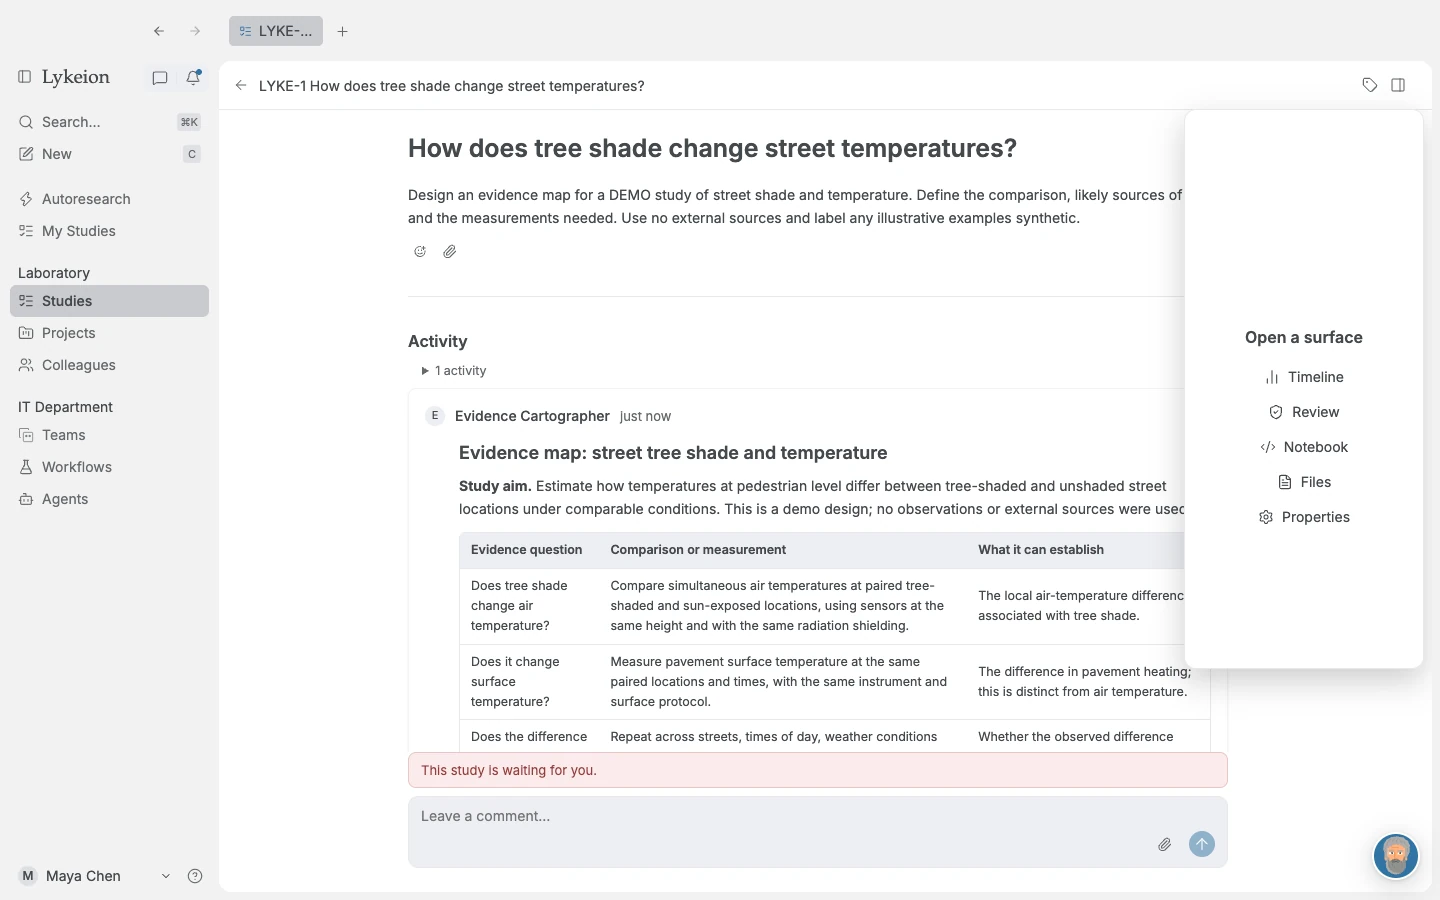 LYKE-...
Lykeion
Search...
⌘K
New
C
Autoresearch
My Studies
Laboratory
Studies
Projects
Colleagues
IT Department
Teams
Workflows
Agents
M Maya Chen
LYKE-1 How does tree shade change street temperatures?
How does tree shade change street temperatures?
Design an evidence map for a DEMO study of street shade and temperature. Define the comparison, likely sources of
and the measurements needed. Use no external sources and label any illustrative examples synthetic.
Activity
1 activity
E Evidence Cartographer just now
Evidence map: street tree shade and temperature
Study aim. Estimate how temperatures at pedestrian level differ between tree-shaded and unshaded street
locations under comparable conditions. This is a demo design; no observations or external sources were used
Evidence question
Comparison or measurement
What it can establish
Does tree shade
change air
temperature?
Compare simultaneous air temperatures at paired tree-
shaded and sun-exposed locations, using sensors at the
same height and with the same radiation shielding.
The local air-temperature differenc
associated with tree shade.
Does it change
surface
temperature?
Measure pavement surface temperature at the same
paired locations and times, with the same instrument and
surface protocol.
The difference in pavement heating;
this is distinct from air temperature.
Does the difference
Repeat across streets, times of day, weather conditions
Whether the observed difference
This study is waiting for you.
Leave a comment...
Open a surface
Timeline
Review
Notebook
Files
Properties